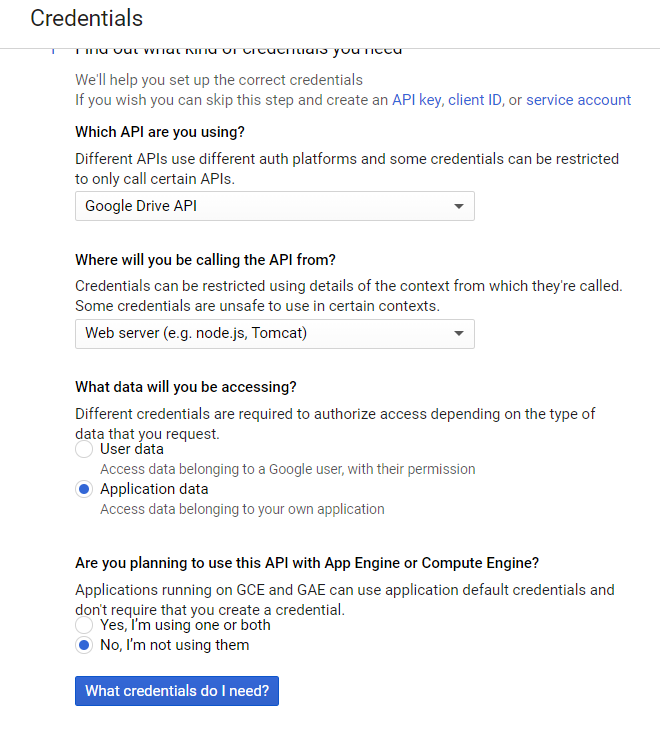 Credentials
Find out what kind of credentials you need
We'll help you set up the correct credentials
If you wish you can skip this step and create an API key, client ID, or service account
Which API are you using?
Different APIs use different auth platforms and some credentials can be restricted
to only call certain APIs.
Google Drive API
Where will you be calling the API from?
Credentials can be restricted using details of the context from which they're called.
Some credentials are unsafe to use in certain contexts.
Web server (e.g. node.js, Tomcat)
What data will you be accessing?
Different credentials are required to authorize access depending on the type of
data that you request.
User data
Access data belonging to a Google user, with their permission
Application data
Access data belonging to your own application
Are you planning to use this API with App Engine or Compute Engine?
Applications running on GCE and GAE can use application default credentials and
don't require that you create a credential.
Yes, I'm using one or both
No, I'm not using them
What credentials do I need?